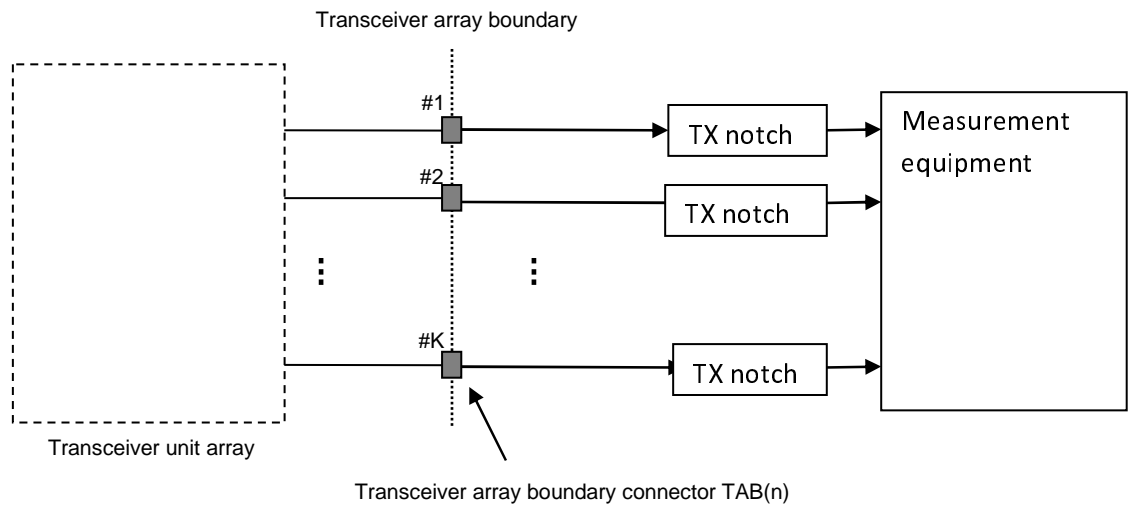 Transceiver array boundary
#1
TX notch
Measurement
equipment
#2
TX notch
#K
TX notch
Transceiver unit array
Transceiver array boundary connector TAB(n)